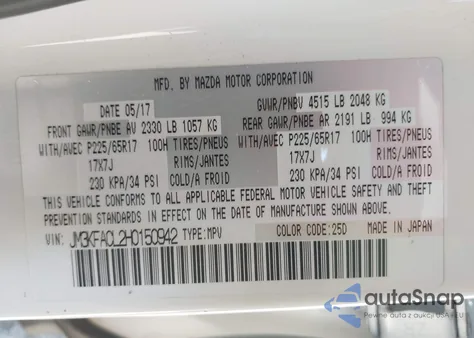 MFD. BY MAZDA MOTOR CORPORATION
DATE 05/17
GVWR/PNBV 4515 LB 2048 KG
FRONT GAWR/PNBE AV 2330 LB 1057 KG
REAR GAWR/PNBE AR 2191 LB 994 KG
WITH/AVEC P225/65R17 100H TIRES/PNEUS
WITH/AVEC P225/65R17 100H TIRES/PNEUS
17X7J RIMS/JANTES
17X7J RIMS/JANTES
230 KPA/34 PSI COLD/A FROID
230 KPA/34 PSI COLD/A FROID
THIS VEHICLE CONFORMS TO ALL APPLICABLE FEDERAL MOTOR VEHICLE SAFETY AND THEFT
PREVENTION STANDARDS IN EFFECT ON THE DATE OF MANUFACTURE SHOWN ABOVE.
VIN: JM3KFACL2H0150942 TYPE:MPV
COLOR CODE:25D MADE IN JAPAN
autoSnap
Pewne auta z aukcji USA i EU